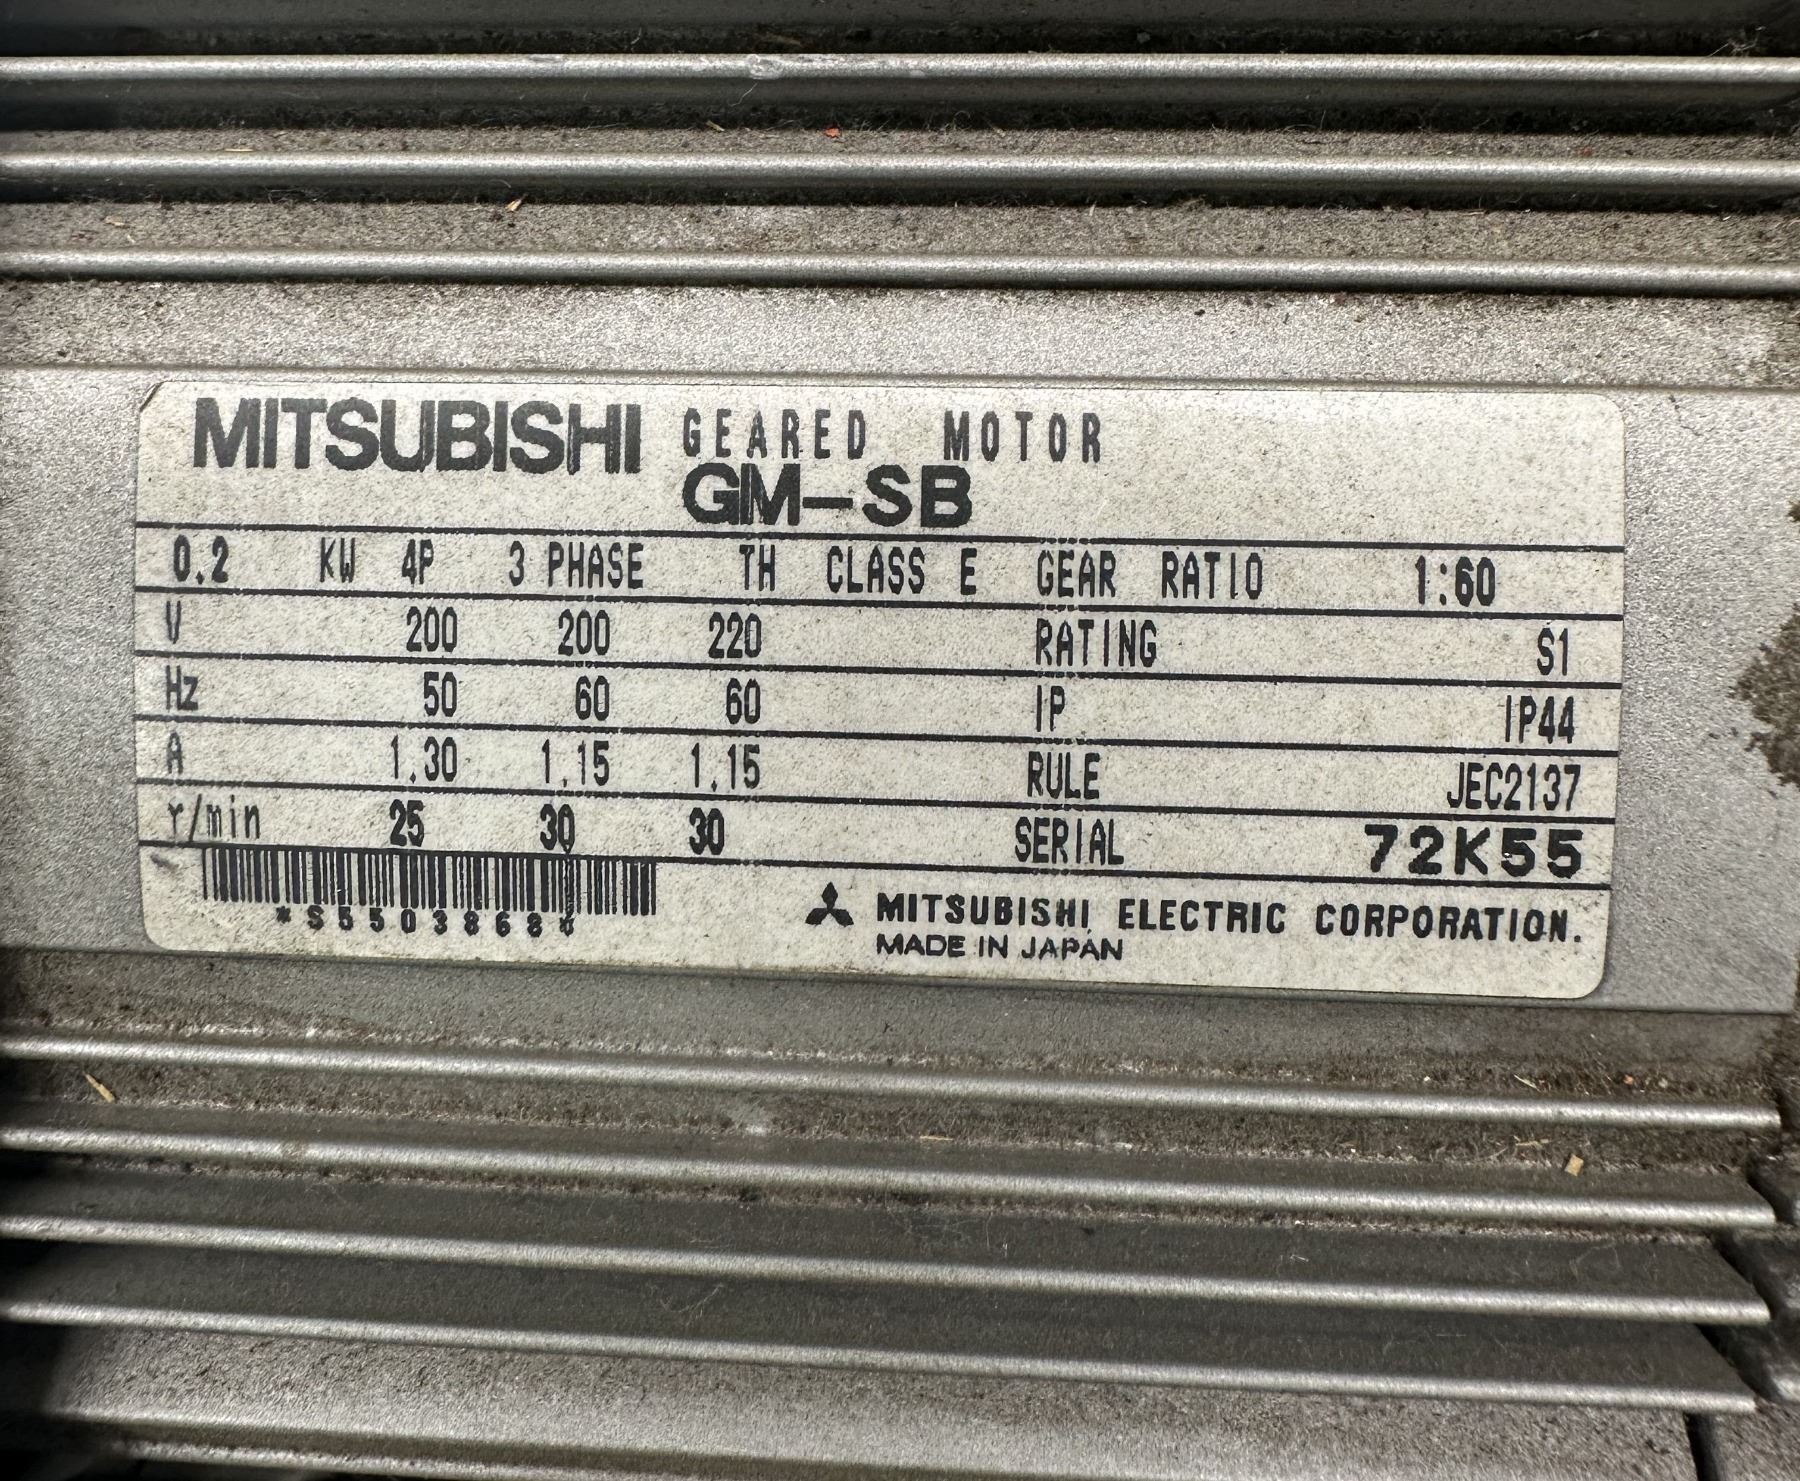 MITSUBISHI GEARED MOTOR
GM-SB
0.2 KW 4P 3 PHASE TH CLASS E GEAR RATIO 1:60
V 200 200 220 RATING S1
Hz 50 60 60 IP IP44
A 1.30 1.15 1.15 RULE JEC2137
r/min 25 30 30 SERIAL 72K55
*S5503868*
MITSUBISHI ELECTRIC CORPORATION.
MADE IN JAPAN